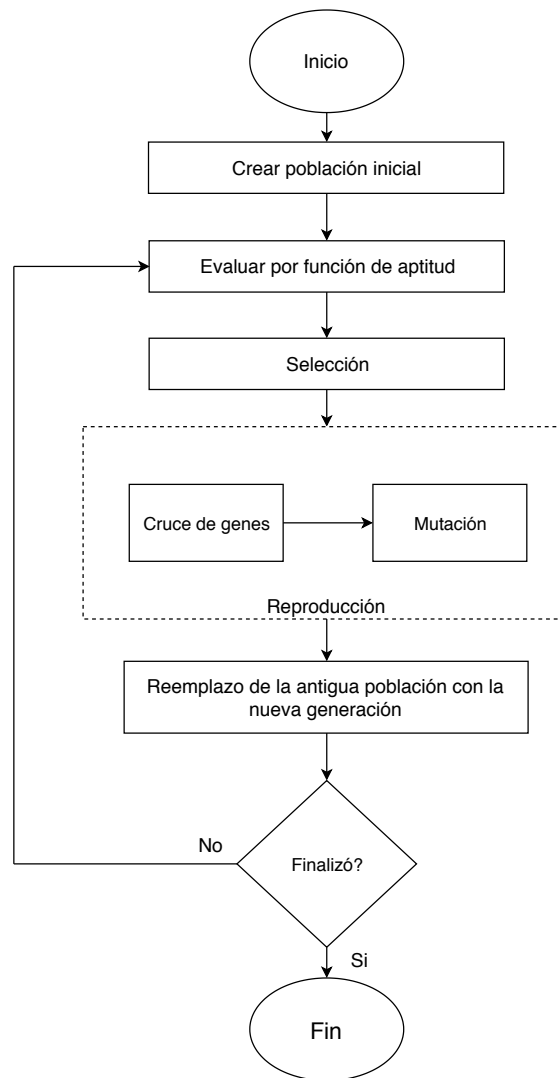 Inicio
Crear población inicial
Evaluar por función de aptitud
Selección
Cruce de genes
Mutación
Reproducción
Reemplazo de la antigua población con la
nueva generación
No
Finalizó?
Si
Fin